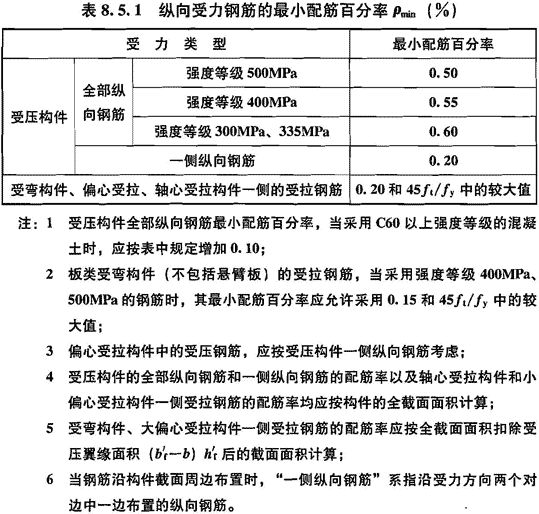 表 8.5.1 纵向受力钢筋的最小配筋百分率 ρmin（%）
受 力 类 型 最小配筋百分率
受压构件 全部纵向钢筋 强度等级 500MPa 0.50
强度等级 400MPa 0.55
强度等级 300MPa、335MPa 0.60
一侧纵向钢筋 0.20
受弯构件、偏心受拉、轴心受拉构件一侧的受拉钢筋 0.20 和 45ft/fy 中的较大值
注：1 受压构件全部纵向钢筋最小配筋百分率，当采用 C60 以上强度等级的混凝
土时，应按表中规定增加 0.10；
2 板类受弯构件（不包括悬臂板）的受拉钢筋，当采用强度等级 400MPa、
500MPa 的钢筋时，其最小配筋百分率应允许采用 0.15 和 45ft/fy 中的较
大值；
3 偏心受拉构件中的受压钢筋，应按受压构件一侧纵向钢筋考虑；
4 受压构件的全部纵向钢筋和一侧纵向钢筋的配筋率以及轴心受拉构件和小
偏心受拉构件一侧受拉钢筋的配筋率均应按构件的全截面面积计算；
5 受弯构件、大偏心受拉构件一侧受拉钢筋的配筋率应按全截面面积扣除受
压翼缘面积（b′f−b）h′f 后的截面面积计算；
6 当钢筋沿构件截面周边布置时，“一侧纵向钢筋”系指沿受力方向两个对
边中一边布置的纵向钢筋。